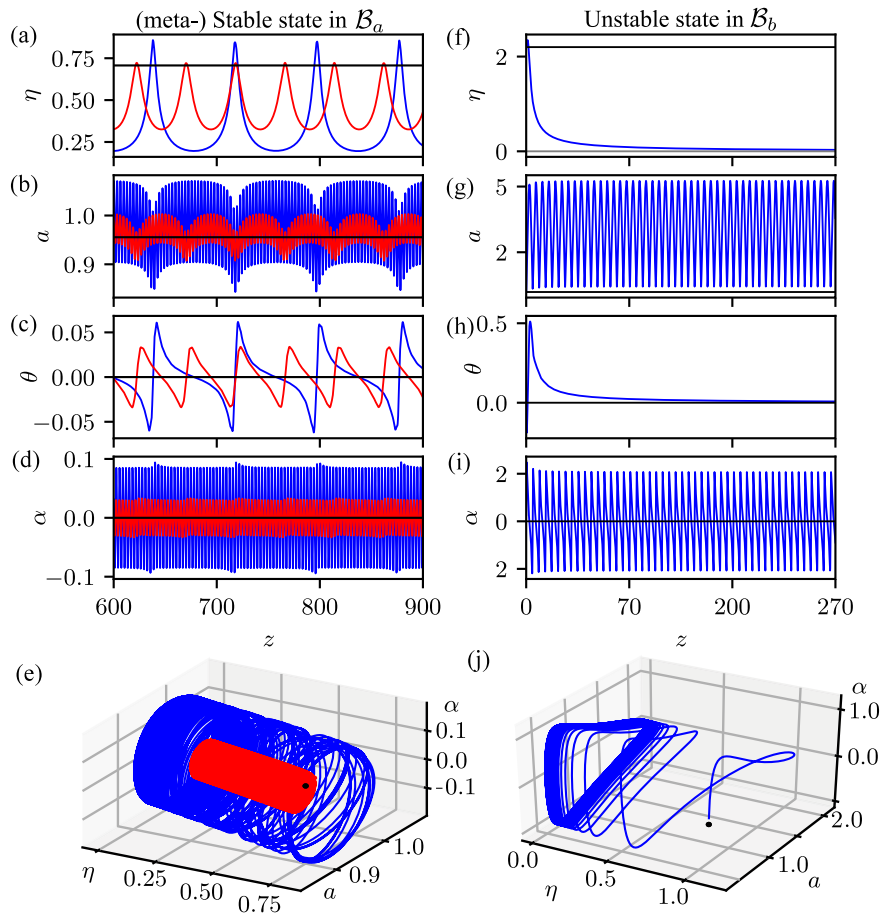 (meta-) Stable state in 𝓑ₐ
(a)
0.75
0.50
0.25
η
(b)
1.0
0.9
a
(c)
0.05
0.00
−0.05
θ
(d)
0.1
0.0
−0.1
α
600 700 800 900
z
(e)
α
0.1
0.0
-0.1
1.0
0.9
a
η 0.25 0.50 0.75
Unstable state in 𝓑_b
(f)
2
0
η
(g)
5
2
a
(h)
0.5
0.0
θ
(i)
2
0
2
α
0 70 200 270
z
(j)
α
1.0
0.0
2.0
1.0
a
0.0 0.5 1.0
η